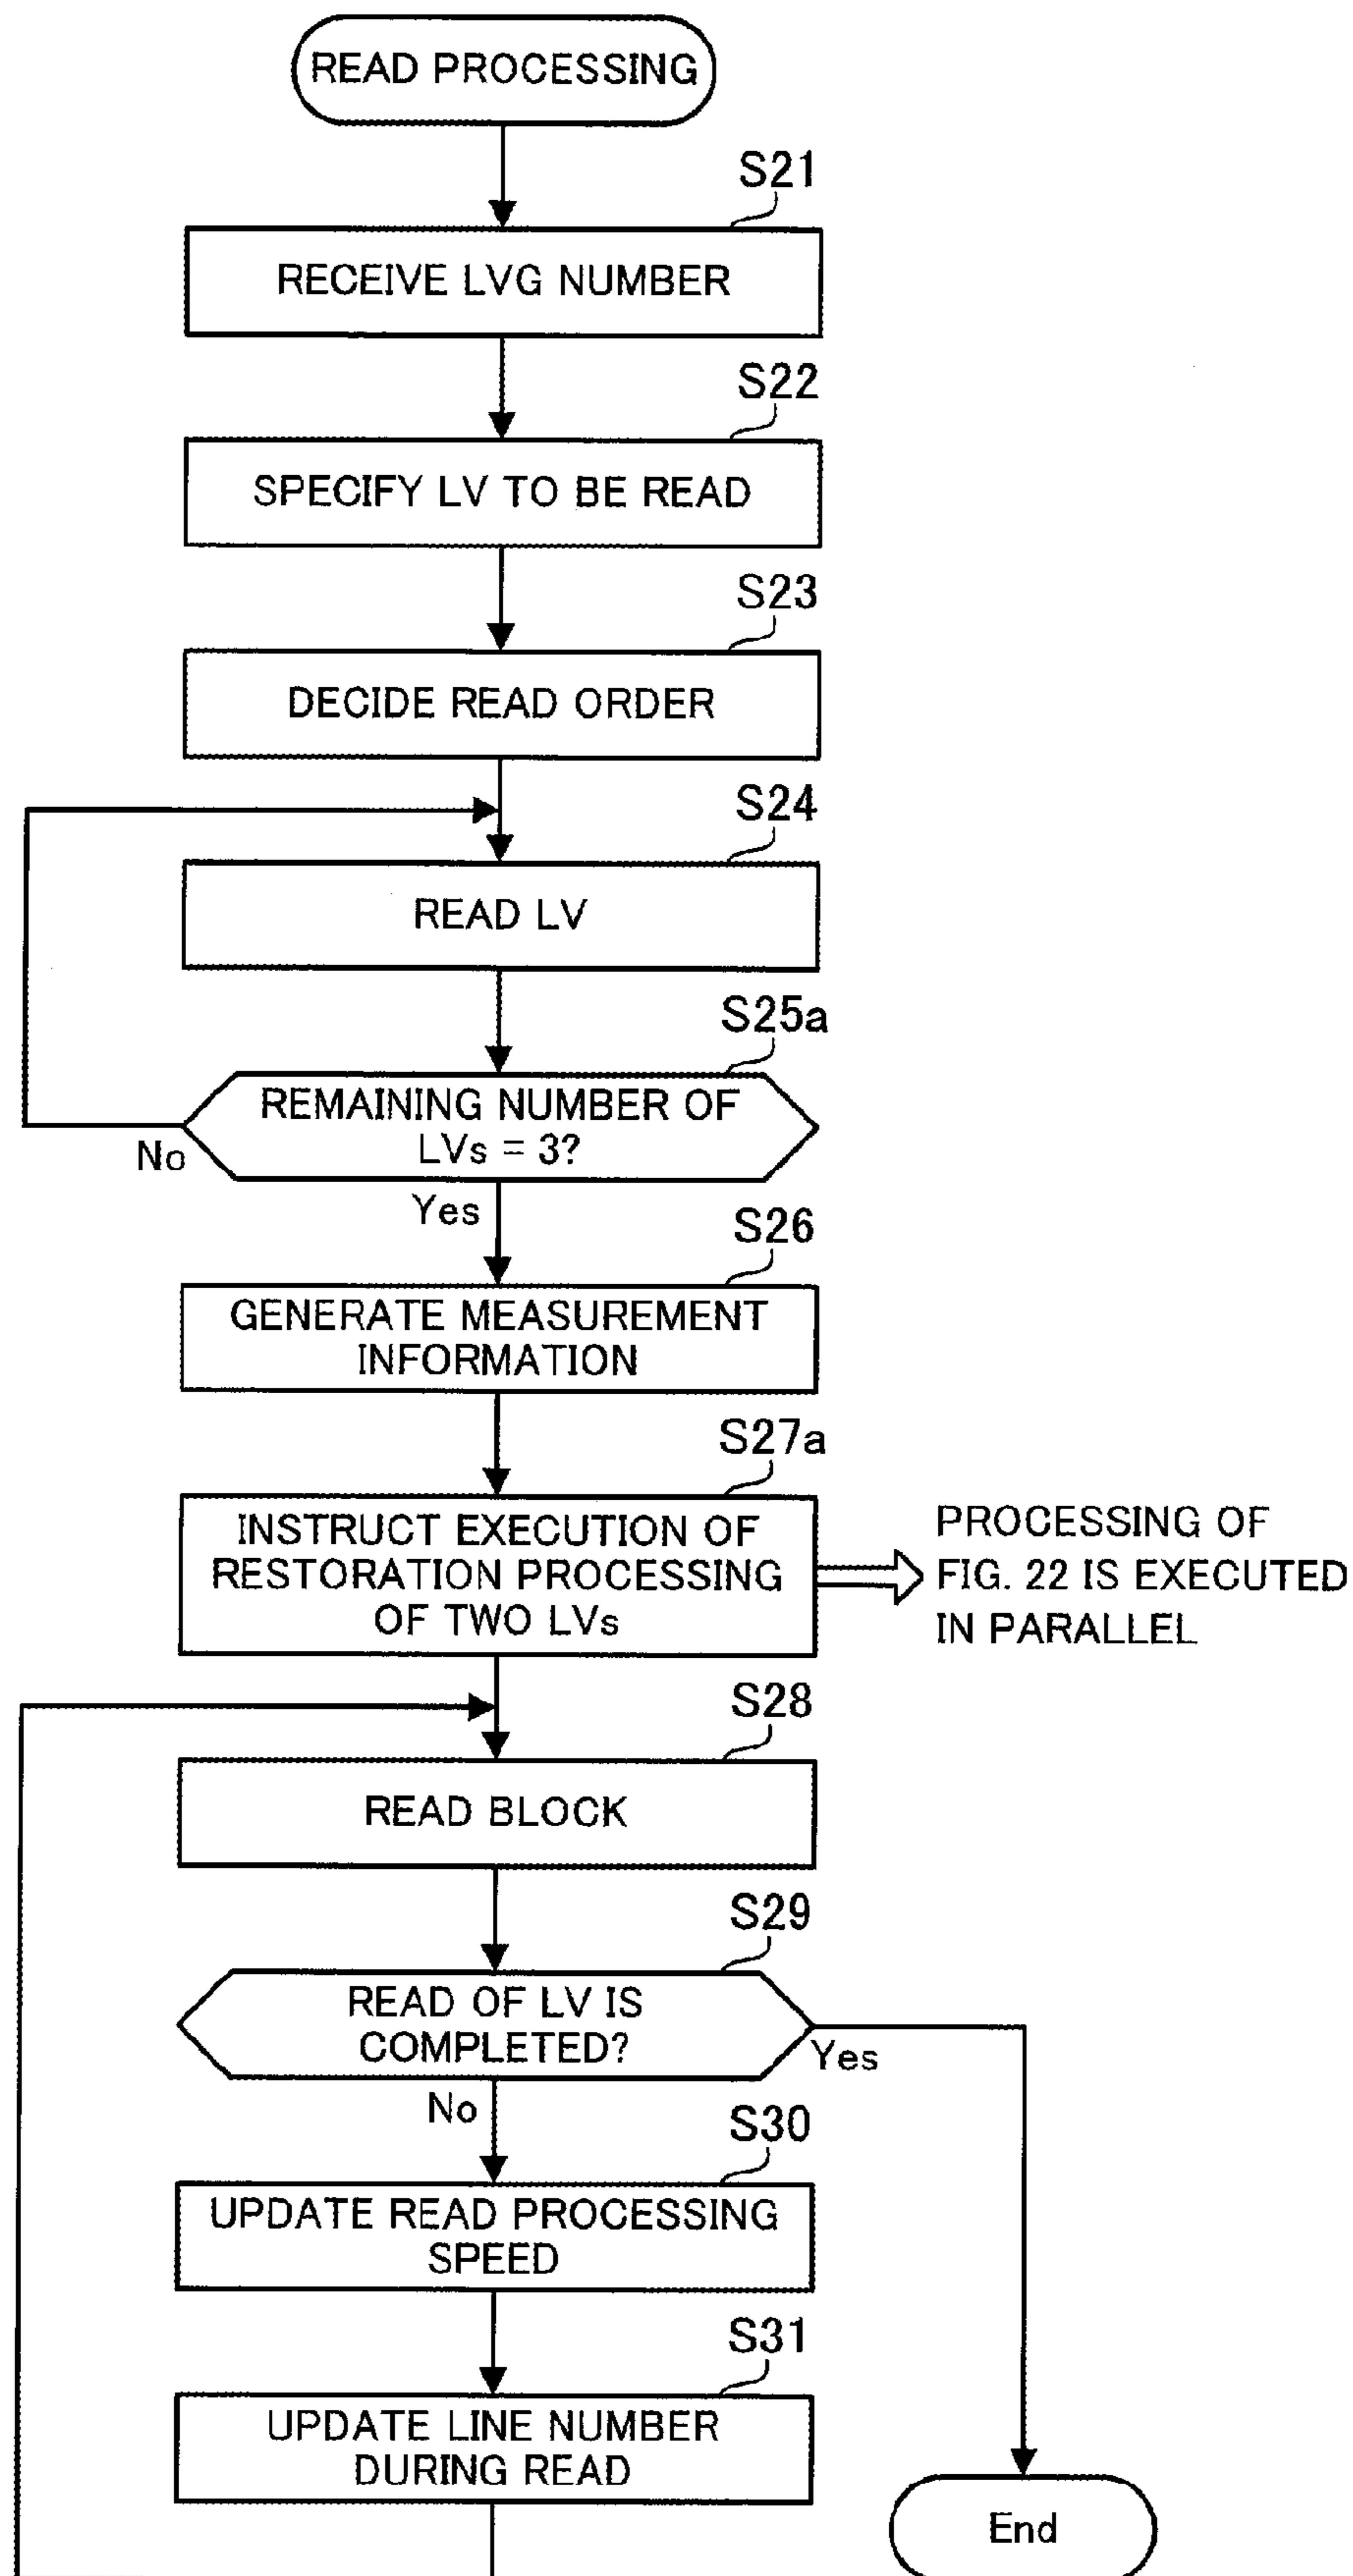 READ PROCESSING
S21
RECEIVE LVG NUMBER
S22
SPECIFY LV TO BE READ
S23
DECIDE READ ORDER
S24
READ LV
S25a
REMAINING NUMBER OF
LVs = 3?
No
Yes
S26
GENERATE MEASUREMENT
INFORMATION
S27a
INSTRUCT EXECUTION OF
RESTORATION PROCESSING
OF TWO LVs
PROCESSING OF
FIG. 22 IS EXECUTED
IN PARALLEL
S28
READ BLOCK
S29
READ OF LV IS
COMPLETED?
Yes
No
S30
UPDATE READ PROCESSING
SPEED
S31
UPDATE LINE NUMBER
DURING READ
End